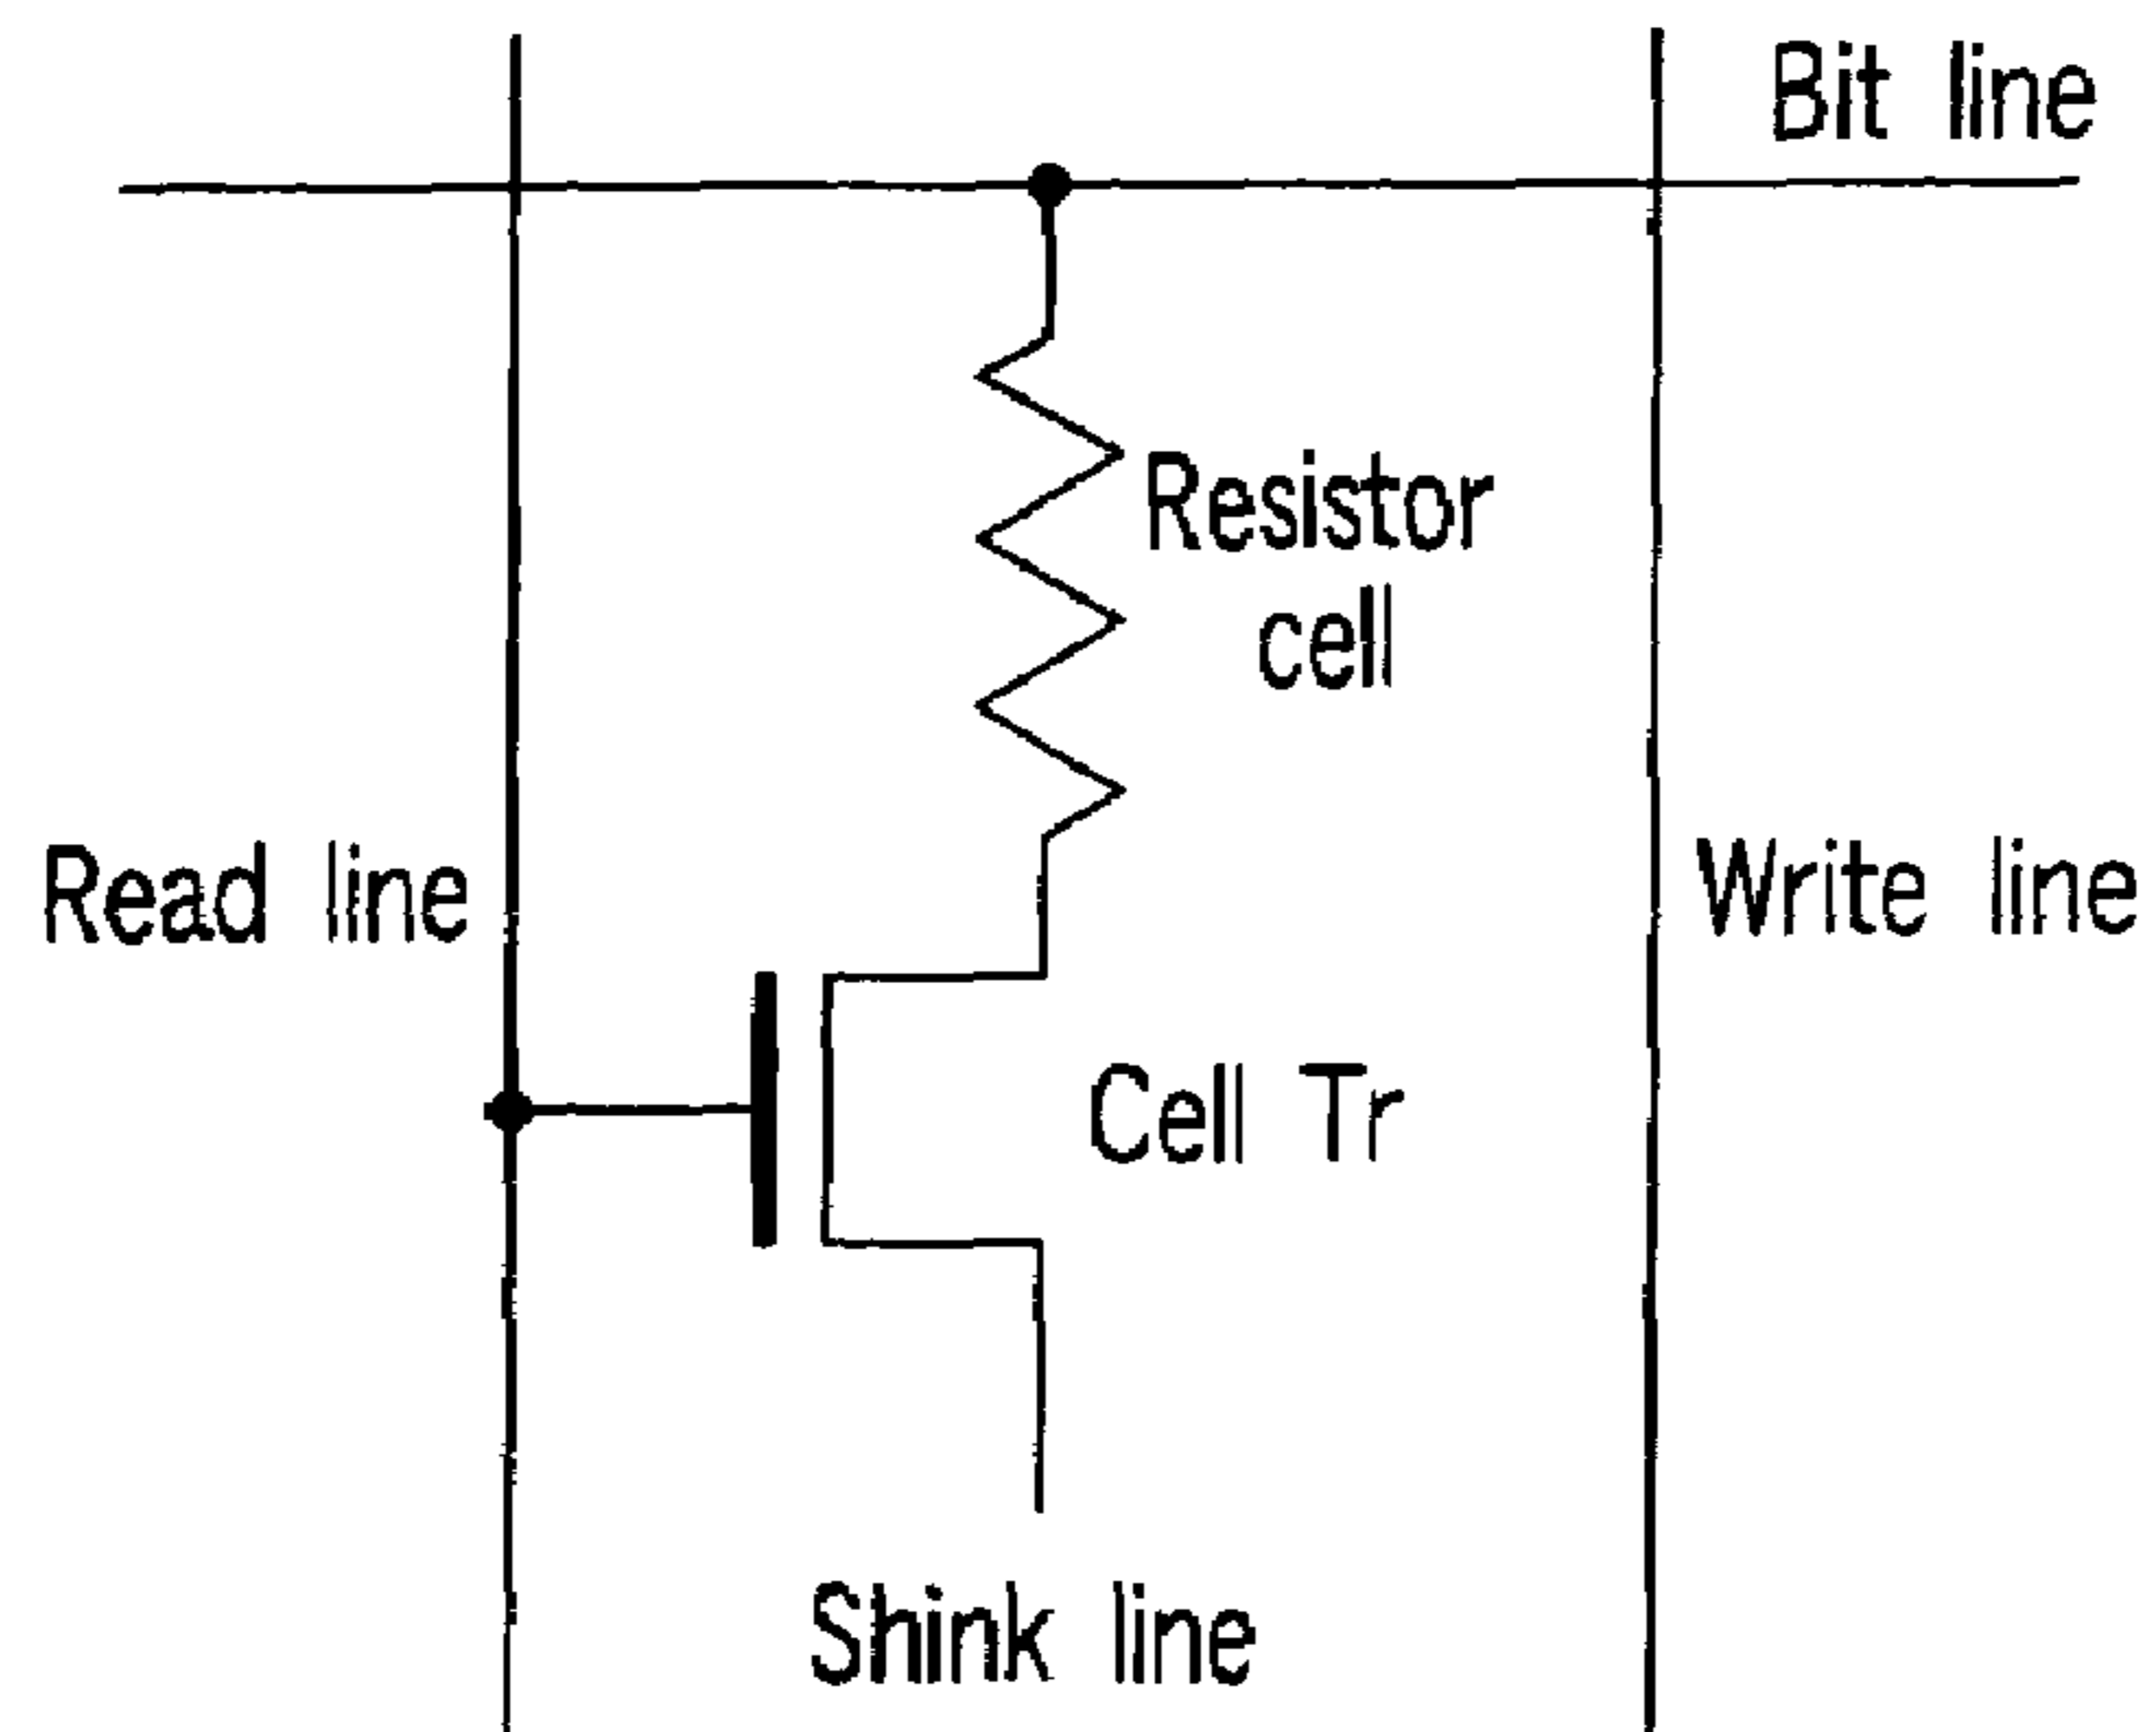 Bit line
Resistor
cell
Read line
Write line
Cell Tr
Shink line